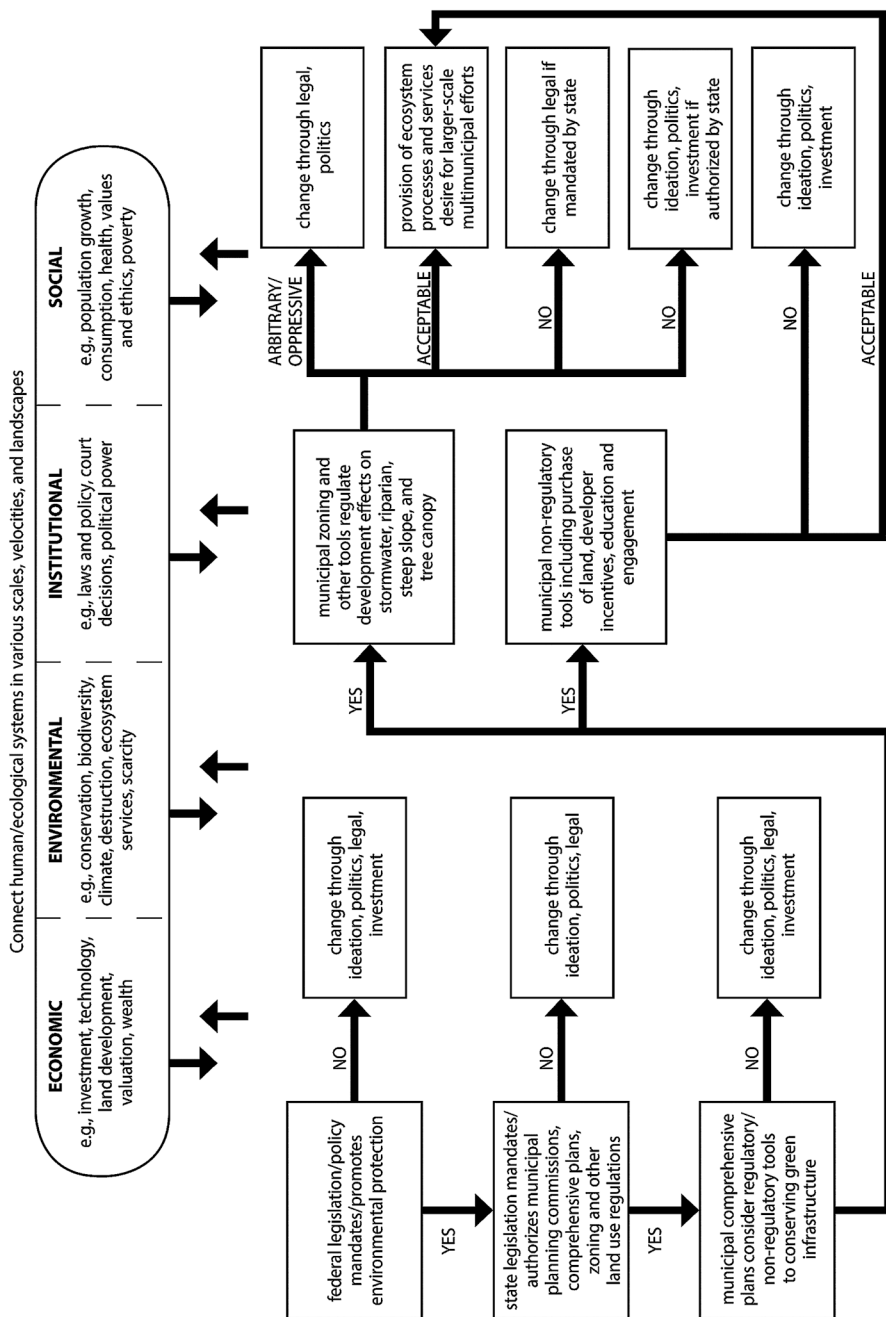 Connect human/ecological systems in various scales, velocities, and landscapes
ECONOMIC
e.g., investment, technology,
land development,
valuation, wealth
ENVIRONMENTAL
e.g., conservation, biodiversity,
climate, destruction, ecosystem
services, scarcity
INSTITUTIONAL
e.g., laws and policy, court
decisions, political power
SOCIAL
e.g., population growth,
consumption, health, values
and ethics, poverty
federal legislation/policy
mandates/promotes
environmental protection
NO
change through
ideation, politics, legal,
investment
YES
state legislation mandates/
authorizes municipal
planning commissions,
comprehensive plans,
zoning and other
land use regulations
NO
change through
ideation, politics, legal
YES
municipal comprehensive
plans consider regulatory/
non-regulatory tools
to conserving green
infrastructure
NO
change through
ideation, politics, legal,
investment
YES
municipal zoning and
other tools regulate
development effects on
stormwater, riparian,
steep slope, and
tree canopy
YES
municipal non-regulatory
tools including purchase
of land, developer
incentives, education and
engagement
ARBITRARY/
OPPRESSIVE
change through legal,
politics
ACCEPTABLE
provision of ecosystem
processes and services
desire for larger-scale
multimunicipal efforts
NO
change through legal if
mandated by state
NO
change through
ideation, politics,
investment if
authorized by state
NO
change through
ideation, politics,
investment
ACCEPTABLE